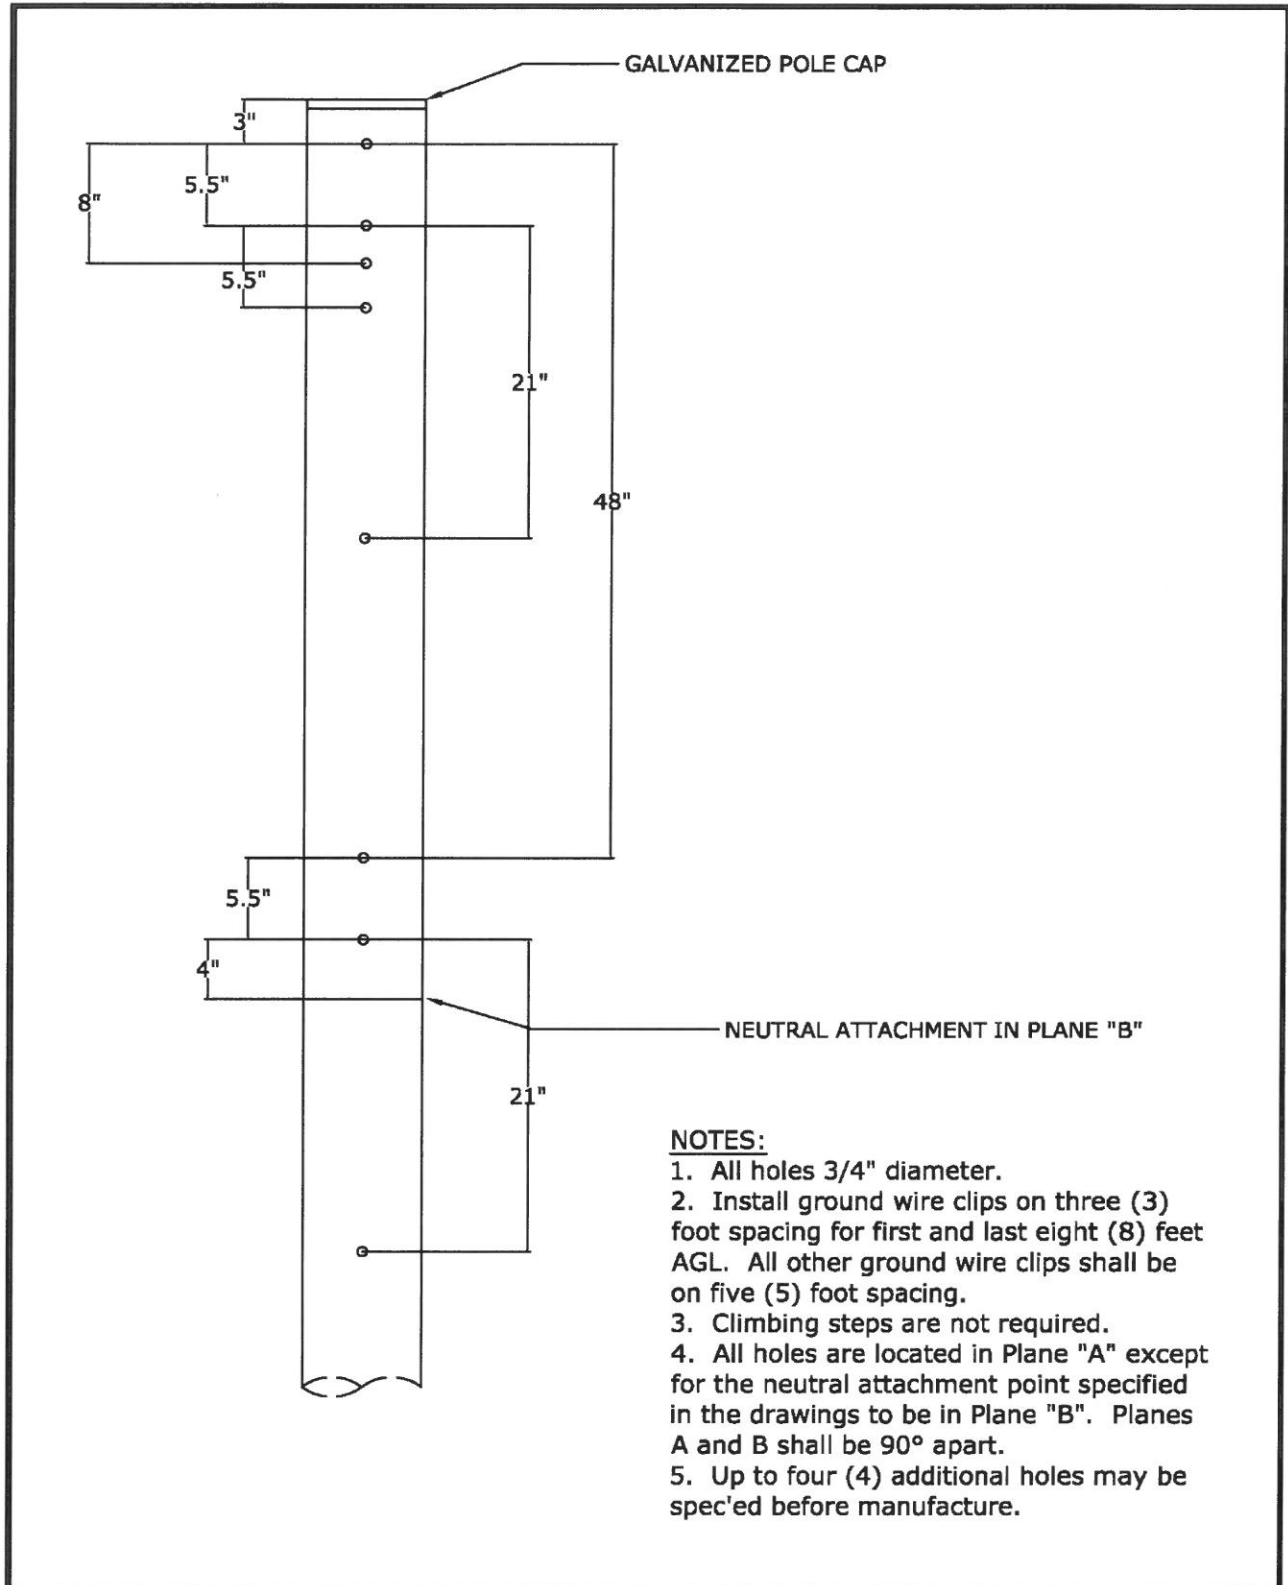 GALVANIZED POLE CAP
3"
5.5"
8"
5.5"
21"
48"
5.5"
4"
NEUTRAL ATTACHMENT IN PLANE "B"
21"
NOTES:
1. All holes 3/4" diameter.
2. Install ground wire clips on three (3)
foot spacing for first and last eight (8) feet
AGL. All other ground wire clips shall be
on five (5) foot spacing.
3. Climbing steps are not required.
4. All holes are located in Plane "A" except
for the neutral attachment point specified
in the drawings to be in Plane "B". Planes
A and B shall be 90° apart.
5. Up to four (4) additional holes may be
spec'ed before manufacture.